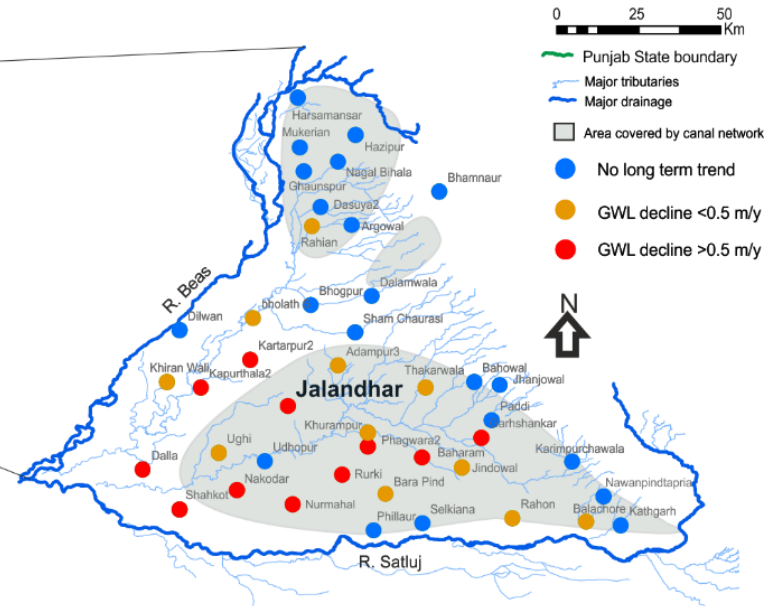 0 25 50
Km
Punjab State boundary
Major tributaries
Major drainage
Area covered by canal network
No long term trend
GWL decline <0.5 m/y
GWL decline >0.5 m/y
N
Harsamansar
Mukerian
Hazipur
Nagal Bihala
Ghaunspur
Bhamnaur
Dasuya2
Argowal
Rahian
R. Beas
Dalamwala
Bhogpur
bholath
Dilwan
Sham Chaurasi
Kartarpur2
Adampur3
Khiran Wali
Kapurthala2
Thakarwala
Bahowal
Jhanjowal
Jalandhar
Paddi
arhshankar
Khurampur
Ughi
Udhopur
Phagwara2
Baharam
Karimpurchawala
Dalla
Jindowal
Nakodar
Rurki
Bara Pind
Nawanpindtapria
Shahkot
Nurmahal
Rahon
Balachore
Kathgarh
Phillaur
Selkiana
R. Satluj